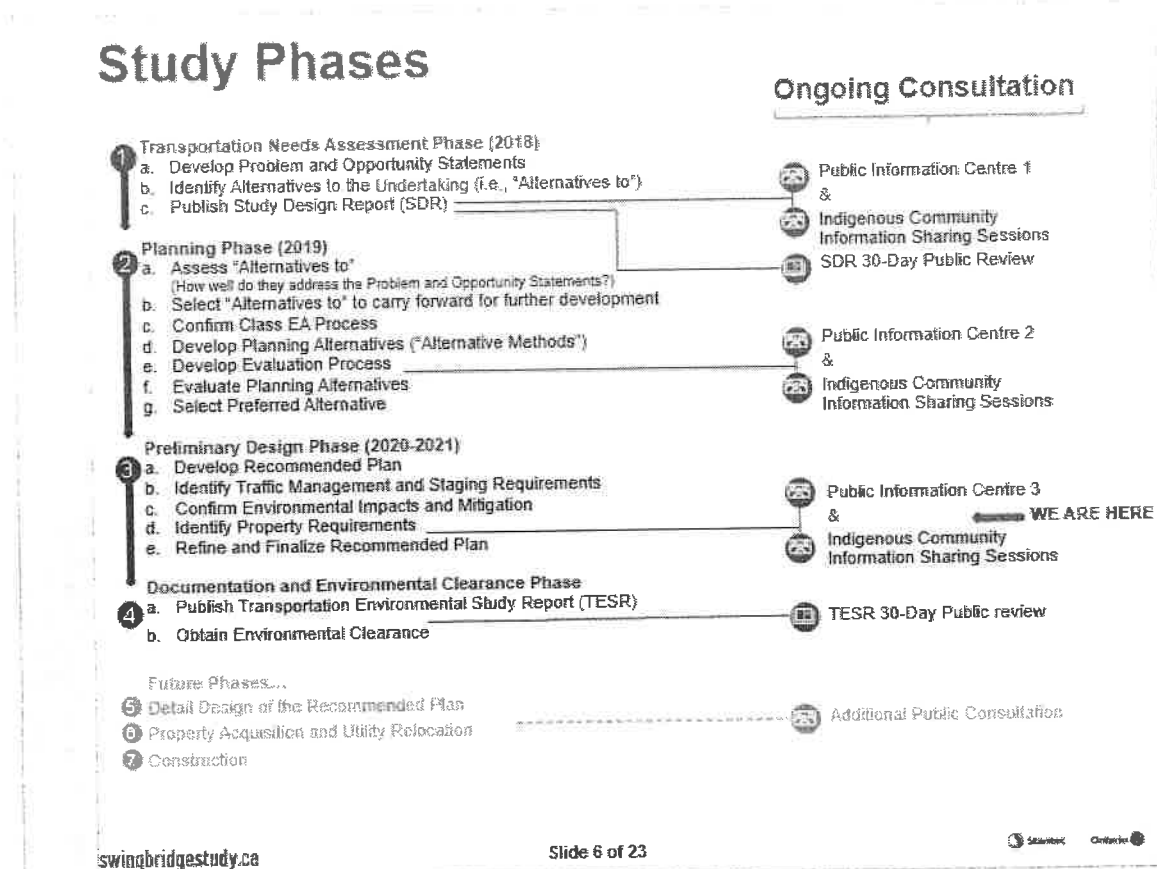 Study Phases
Ongoing Consultation
1 Transportation Needs Assessment Phase (2018)
a. Develop Problem and Opportunity Statements
b. Identify Alternatives to the Undertaking (i.e., "Alternatives to")
c. Publish Study Design Report (SDR)
Public Information Centre 1
&
Indigenous Community
Information Sharing Sessions
SDR 30-Day Public Review
2 Planning Phase (2019)
a. Assess "Alternatives to"
(How well do they address the Problem and Opportunity Statements?)
b. Select "Alternatives to" to carry forward for further development
c. Confirm Class EA Process
d. Develop Planning Alternatives ("Alternative Methods")
e. Develop Evaluation Process
f. Evaluate Planning Alternatives
g. Select Preferred Alternative
Public Information Centre 2
&
Indigenous Community
Information Sharing Sessions
3 Preliminary Design Phase (2020-2021)
a. Develop Recommended Plan
b. Identify Traffic Management and Staging Requirements
c. Confirm Environmental Impacts and Mitigation
d. Identify Property Requirements
e. Refine and Finalize Recommended Plan
Public Information Centre 3
& WE ARE HERE
Indigenous Community
Information Sharing Sessions
4 Documentation and Environmental Clearance Phase
a. Publish Transportation Environmental Study Report (TESR)
b. Obtain Environmental Clearance
TESR 30-Day Public review
Future Phases...
5 Detail Design of the Recommended Plan
6 Property Acquisition and Utility Relocation
7 Construction
Additional Public Consultation
swingbridgestudy.ca
Slide 6 of 23
Stantec
Ontario